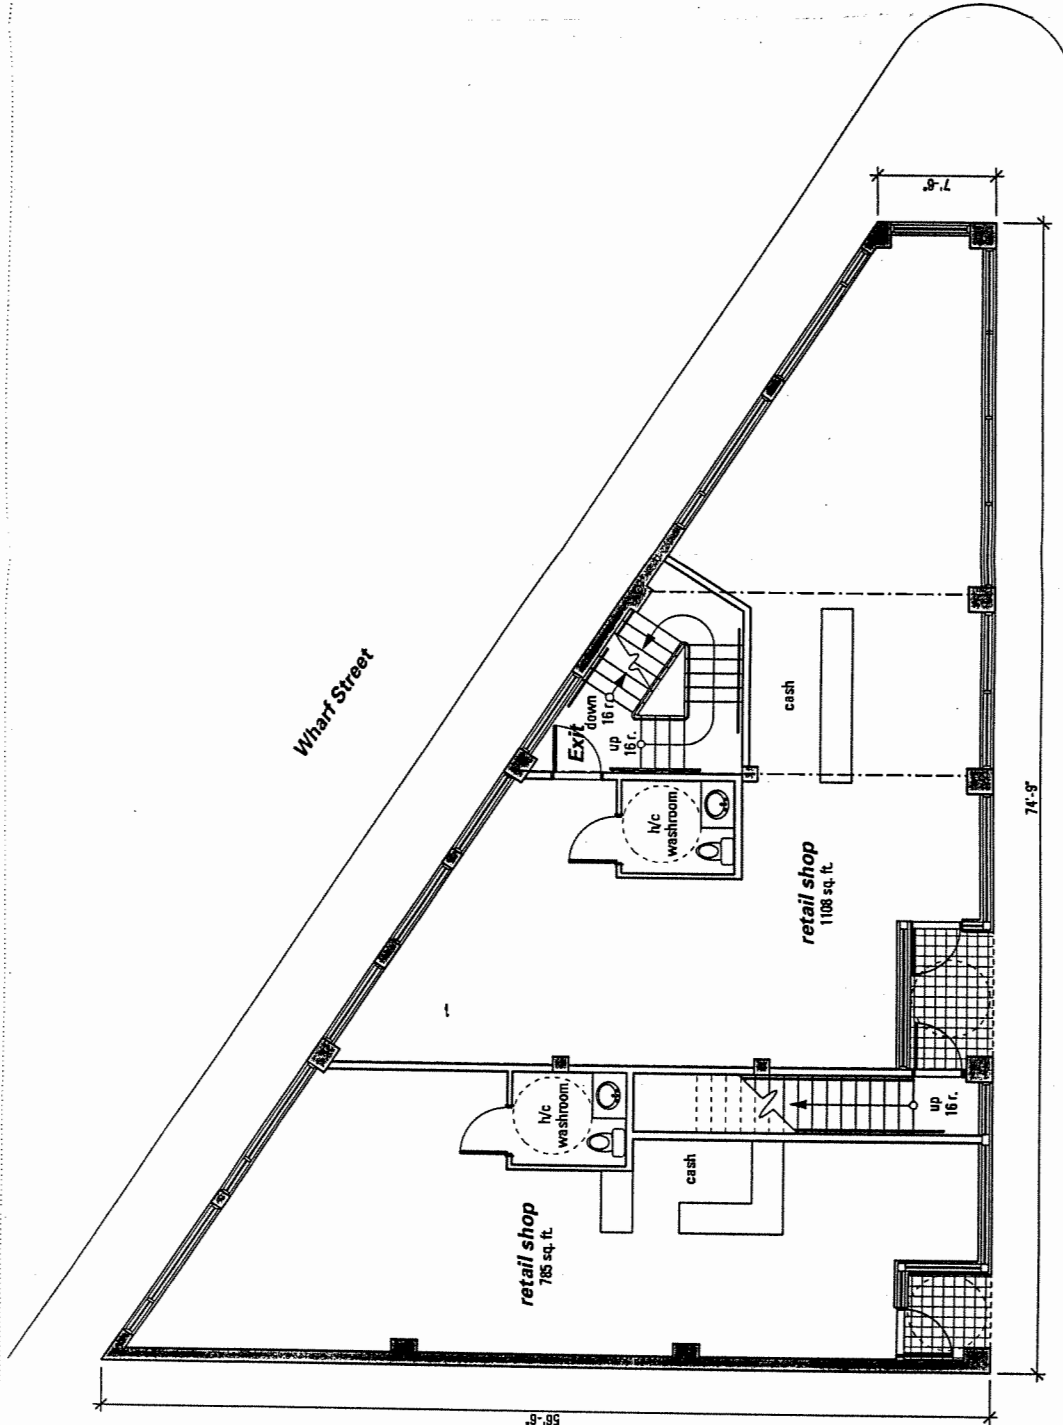 Wharf Street
7'-6"
Exit
down
16 r.
up
16 r.
cash
h/c
washroom
retail shop
1108 sq. ft.
74'-9"
h/c
washroom
up
16 r.
cash
retail shop
785 sq. ft.
56'-6"